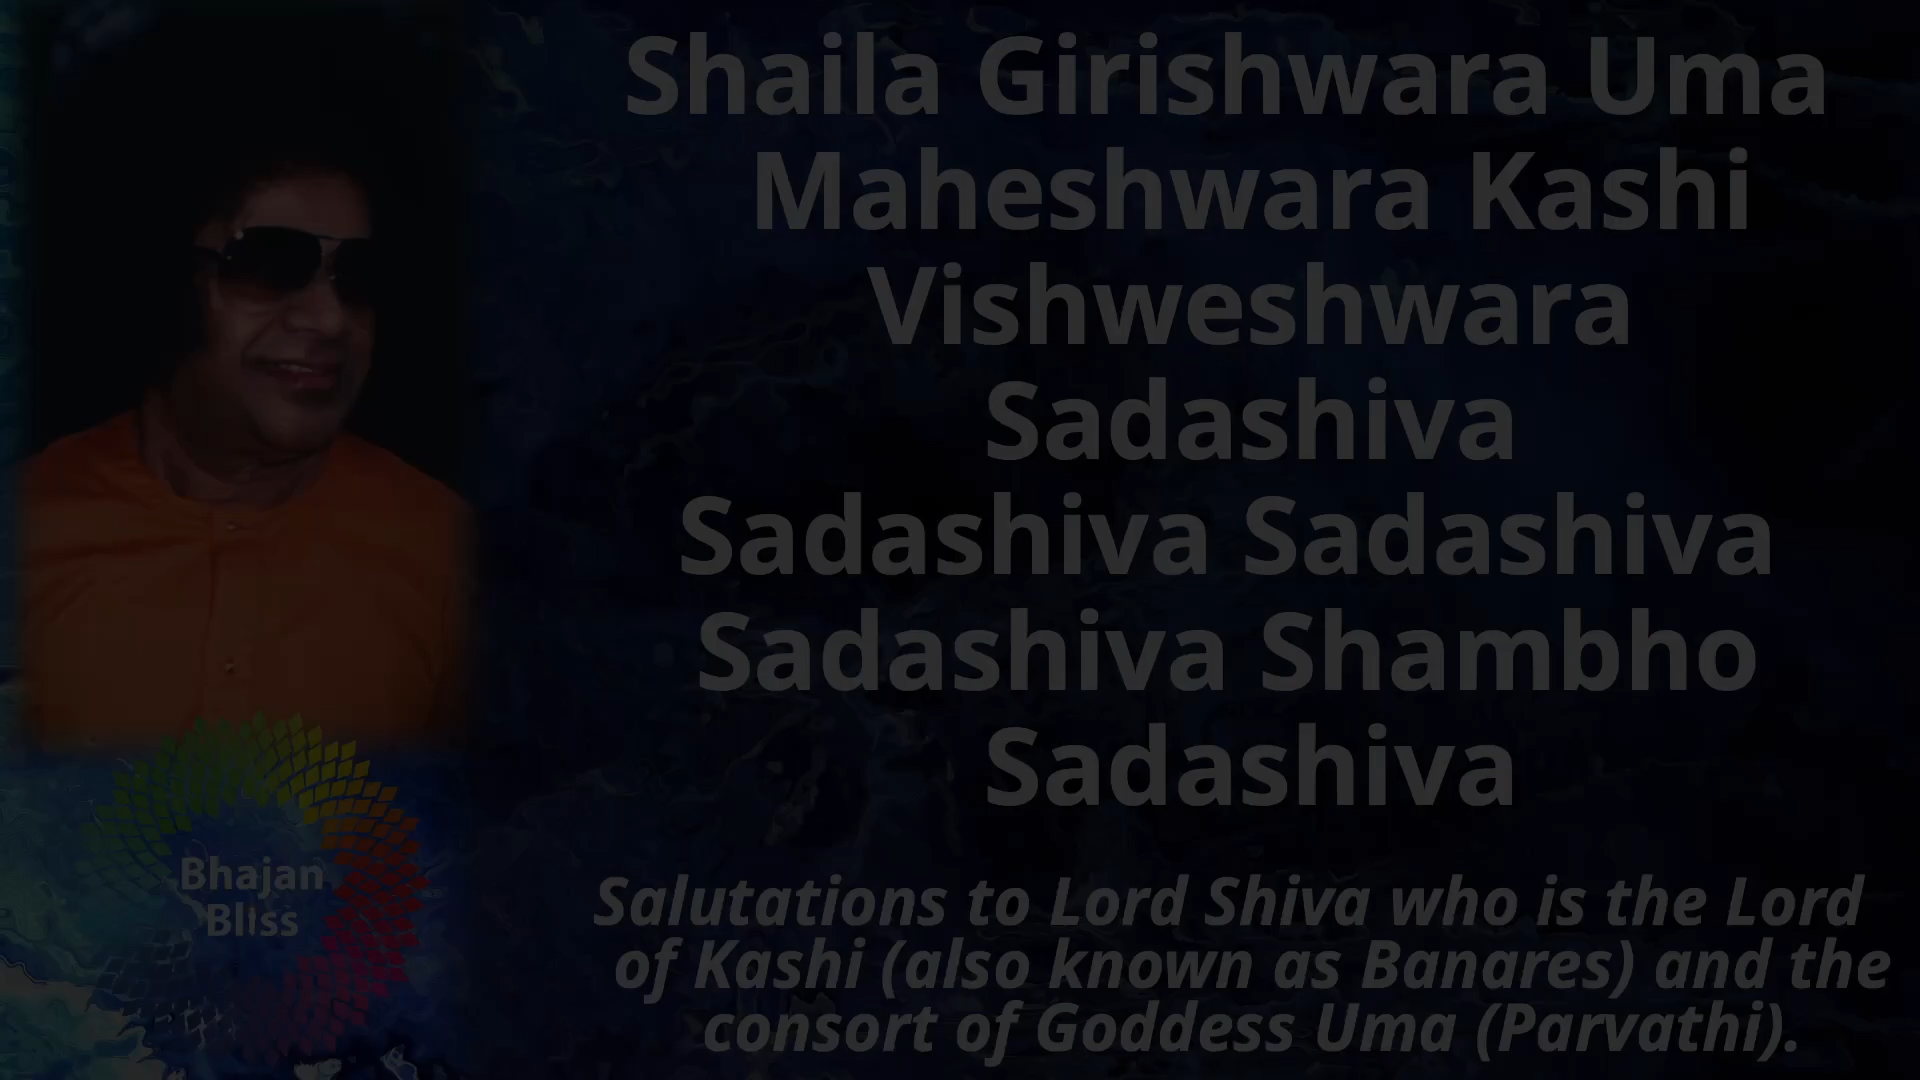 Shaila Girishwara Uma
Maheshwara Kashi
Vishweshwara
Sadashiva
Sadashiva Sadashiva
Sadashiva Shambho
Sadashiva
Salutations to Lord Shiva who is the Lord
of Kashi (also known as Banares) and the
consort of Goddess Uma (Parvathi).
Bhajan
Bliss